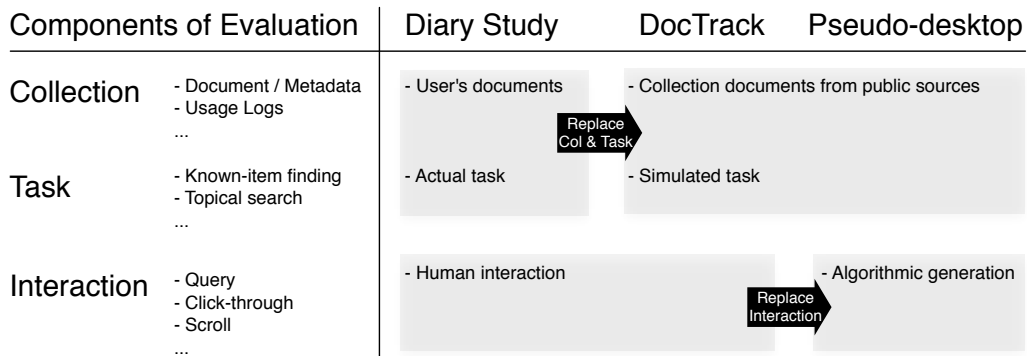 Components of Evaluation Diary Study DocTrack Pseudo-desktop
Collection - Document / Metadata - User's documents - Collection documents from public sources
- Usage Logs
...
Replace
Col & Task
Task - Known-item finding - Actual task - Simulated task
- Topical search
...
Interaction - Query - Human interaction - Algorithmic generation
- Click-through
- Scroll
...
Replace
Interaction